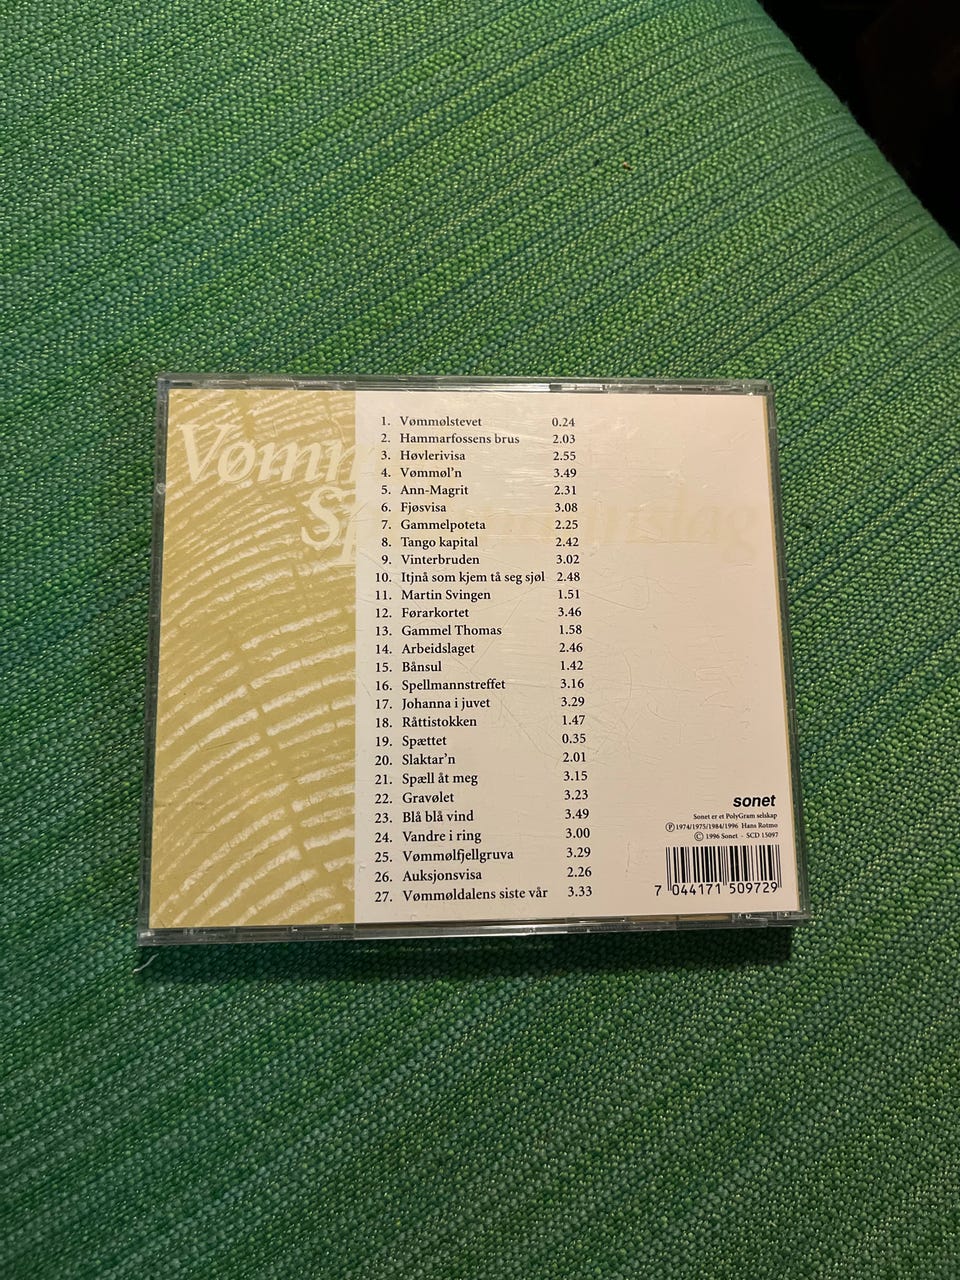 Vømm
Sp
1. Vømmølstevet 0.24
2. Hammarfossens brus 2.03
3. Høvlerivisa 2.55
4. Vømmøl'n 3.49
5. Ann-Magrit 2.31
6. Fjøsvisa 3.08
7. Gammelpoteta 2.25
8. Tango kapital 2.42
9. Vinterbruden 3.02
10. Itjnå som kjem tå seg sjøl 2.48
11. Martin Svingen 1.51
12. Førarkortet 3.46
13. Gammel Thomas 1.58
14. Arbeidslaget 2.46
15. Bånsul 1.42
16. Spellmannstreffet 3.16
17. Johanna i juvet 3.29
18. Råttistokken 1.47
19. Spættet 0.35
20. Slaktar'n 2.01
21. Spæll åt meg 3.15
22. Gravølet 3.23
23. Blå blå vind 3.49
24. Vandre i ring 3.00
25. Vømmølfjellgruva 3.29
26. Auksjonsvisa 2.26
27. Vømmøldalens siste vår 3.33
sonet
Sonet er et PolyGram selskap
Ⓟ 1974/1975/1984/1996 Hans Rotmo
© 1996 Sonet - SCD 15097
7 044171 509729